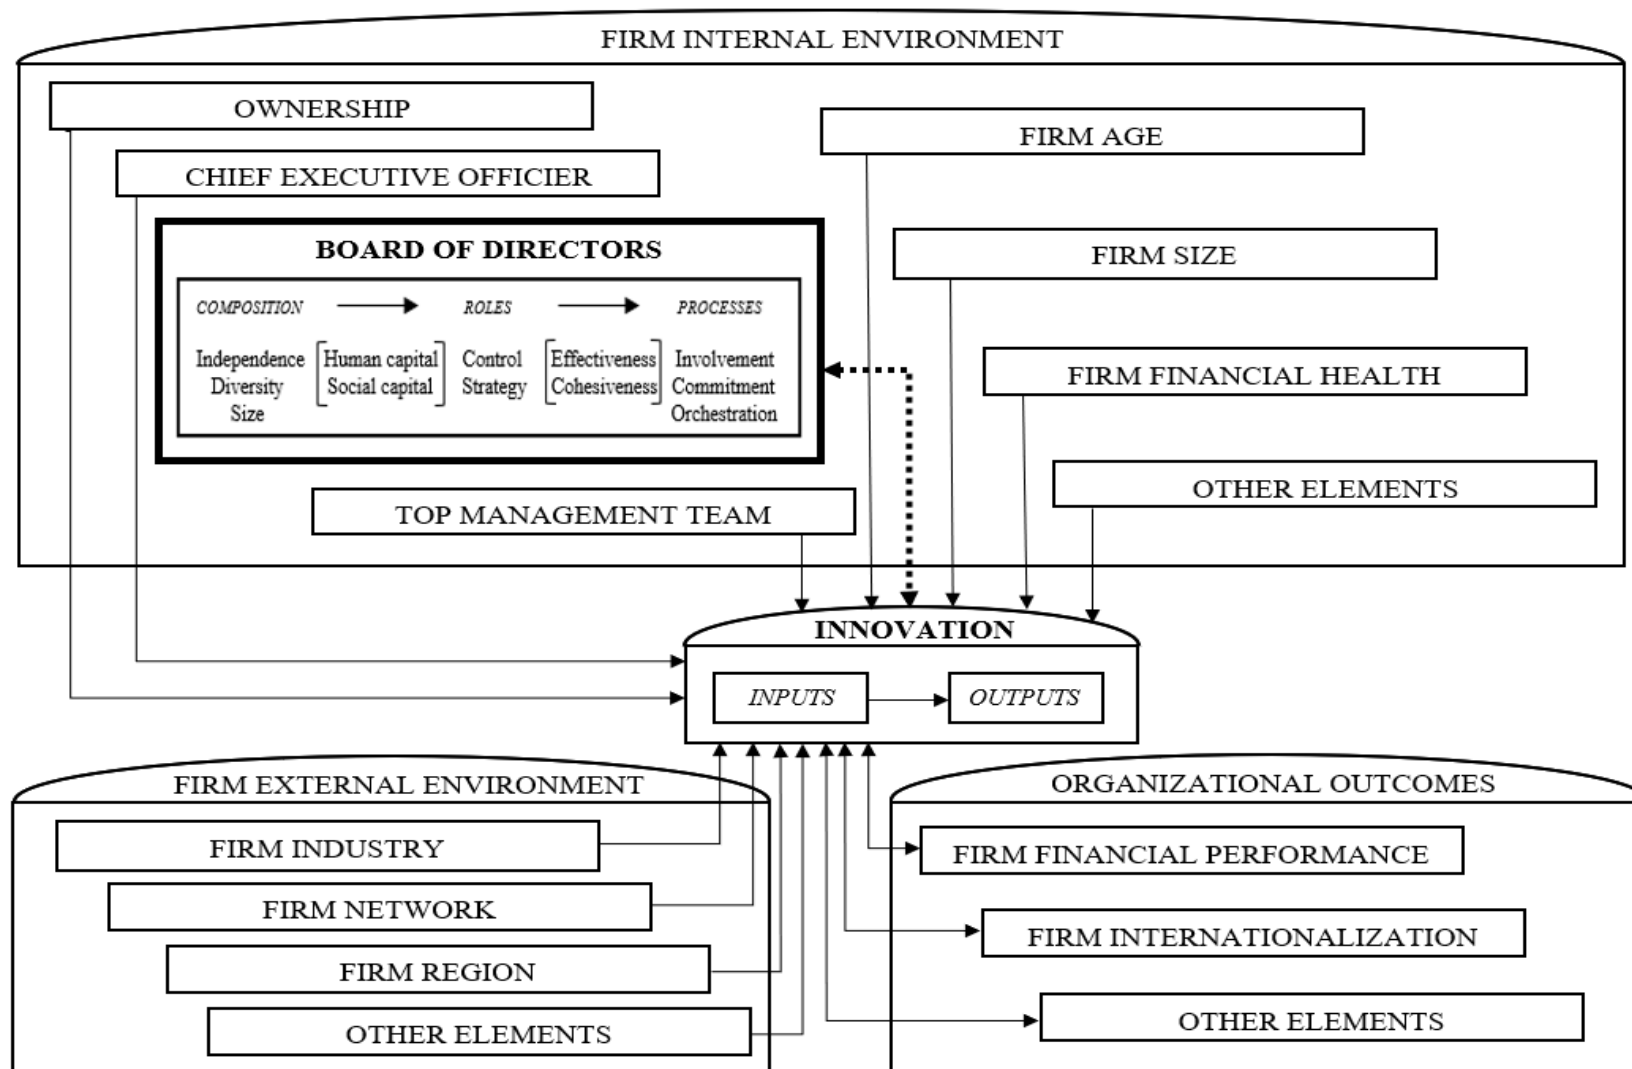 FIRM INTERNAL ENVIRONMENT
OWNERSHIP
FIRM AGE
CHIEF EXECUTIVE OFFICIER
BOARD OF DIRECTORS
FIRM SIZE
COMPOSITION ROLES PROCESSES
Independence Human capital Control Effectiveness Involvement
Diversity Social capital Strategy Cohesiveness Commitment
Size Orchestration
FIRM FINANCIAL HEALTH
OTHER ELEMENTS
TOP MANAGEMENT TEAM
INNOVATION
INPUTS OUTPUTS
FIRM EXTERNAL ENVIRONMENT
FIRM INDUSTRY
FIRM NETWORK
FIRM REGION
OTHER ELEMENTS
ORGANIZATIONAL OUTCOMES
FIRM FINANCIAL PERFORMANCE
FIRM INTERNATIONALIZATION
OTHER ELEMENTS